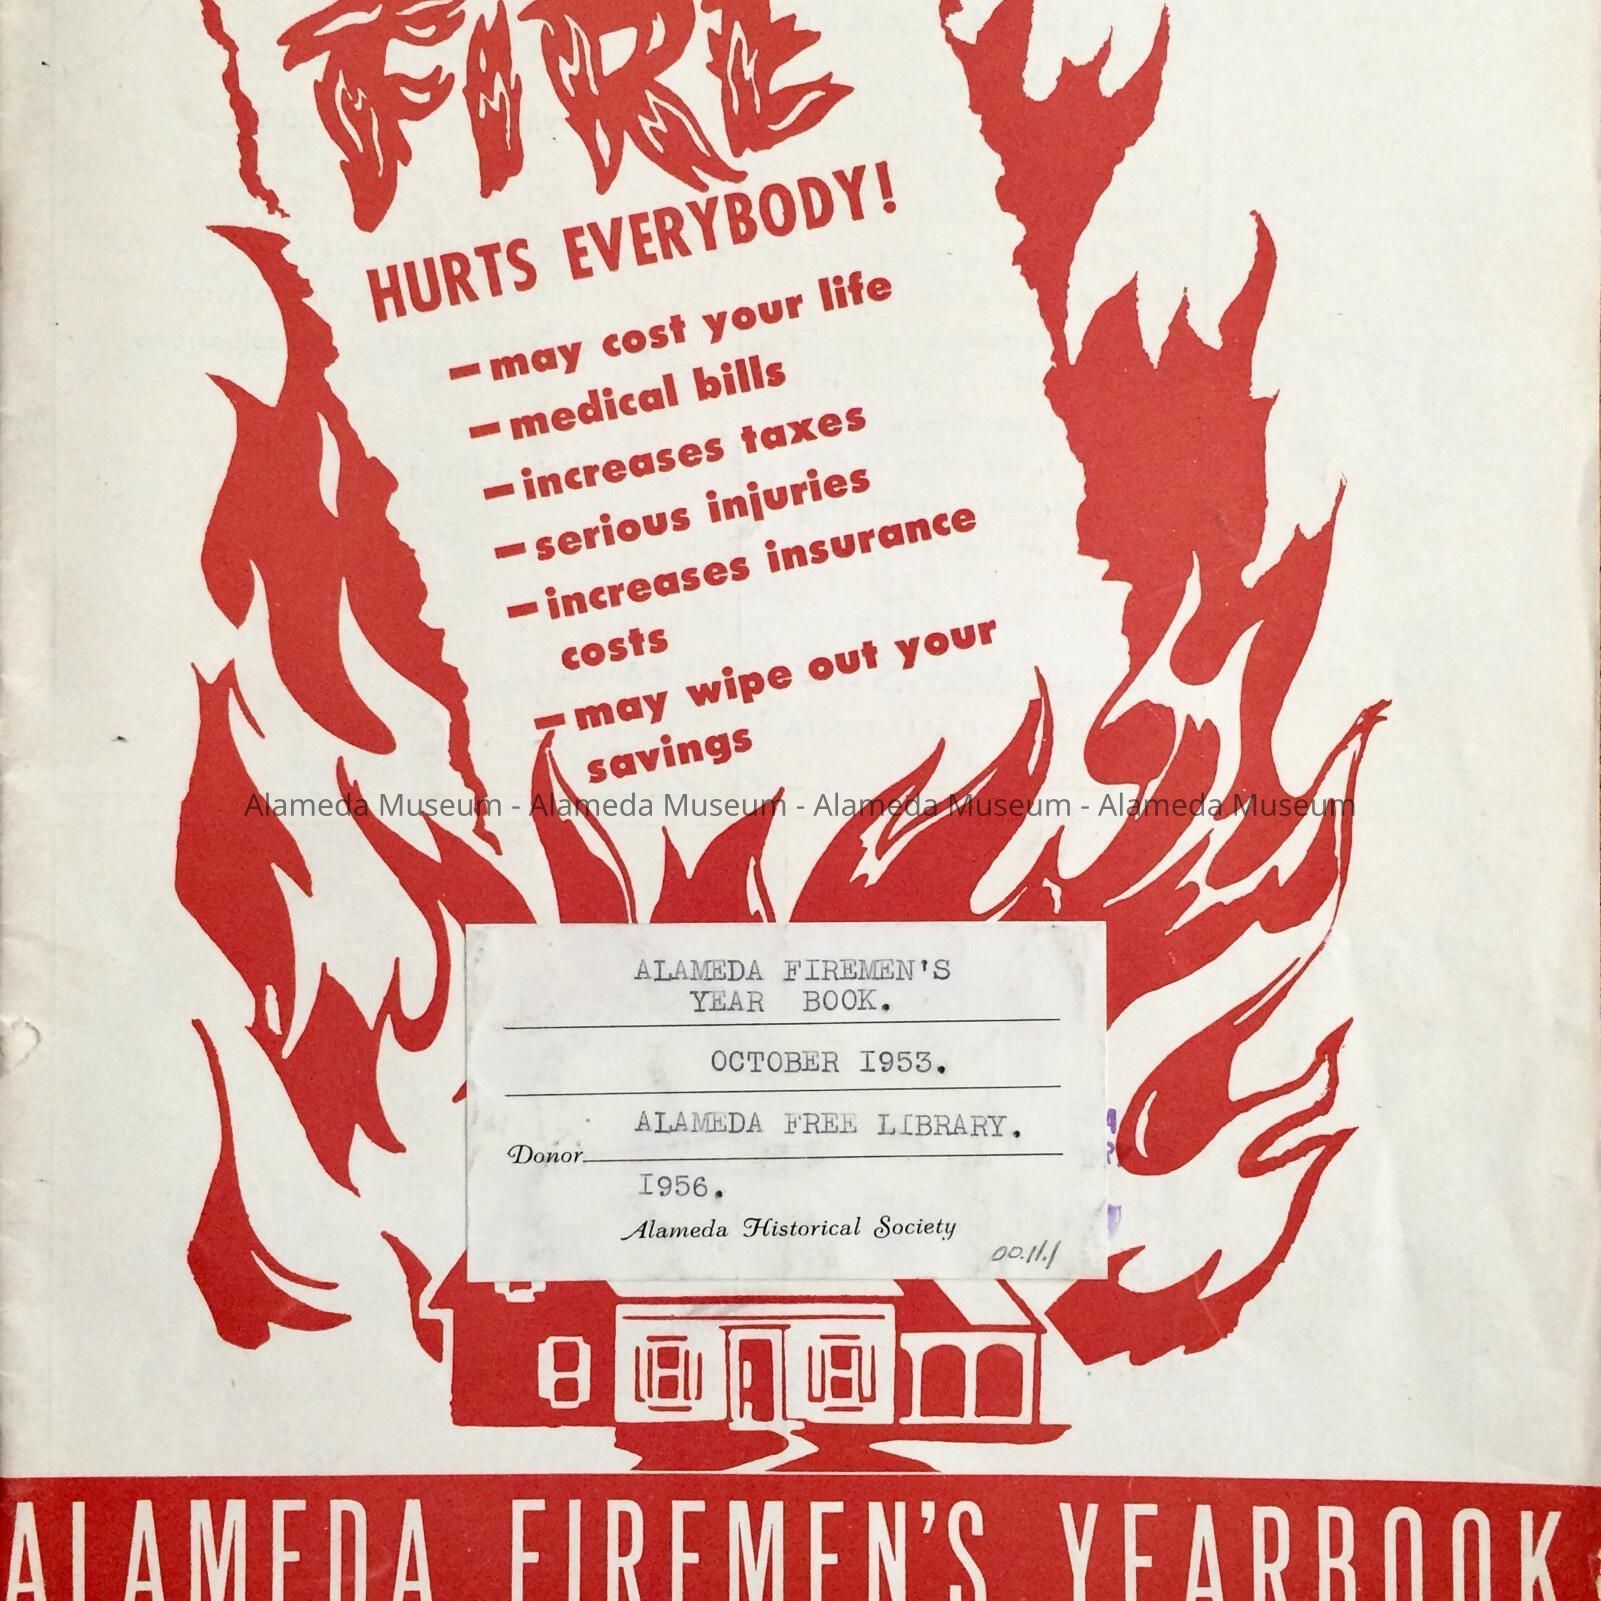 FIRE
HURTS EVERYBODY!
- may cost your life
- medical bills
- increases taxes
- serious injuries
- increases insurance
costs
- may wipe out your
savings
Alameda Museum - Alameda Museum - Alameda Museum - Alameda Museum
ALAMEDA FIREMEN'S
YEAR BOOK.
OCTOBER 1953.
ALAMEDA FREE LIBRARY.
Donor
1956.
Alameda Historical Society
00.11.1
ALAMEDA FIREMEN'S YEARBOOK